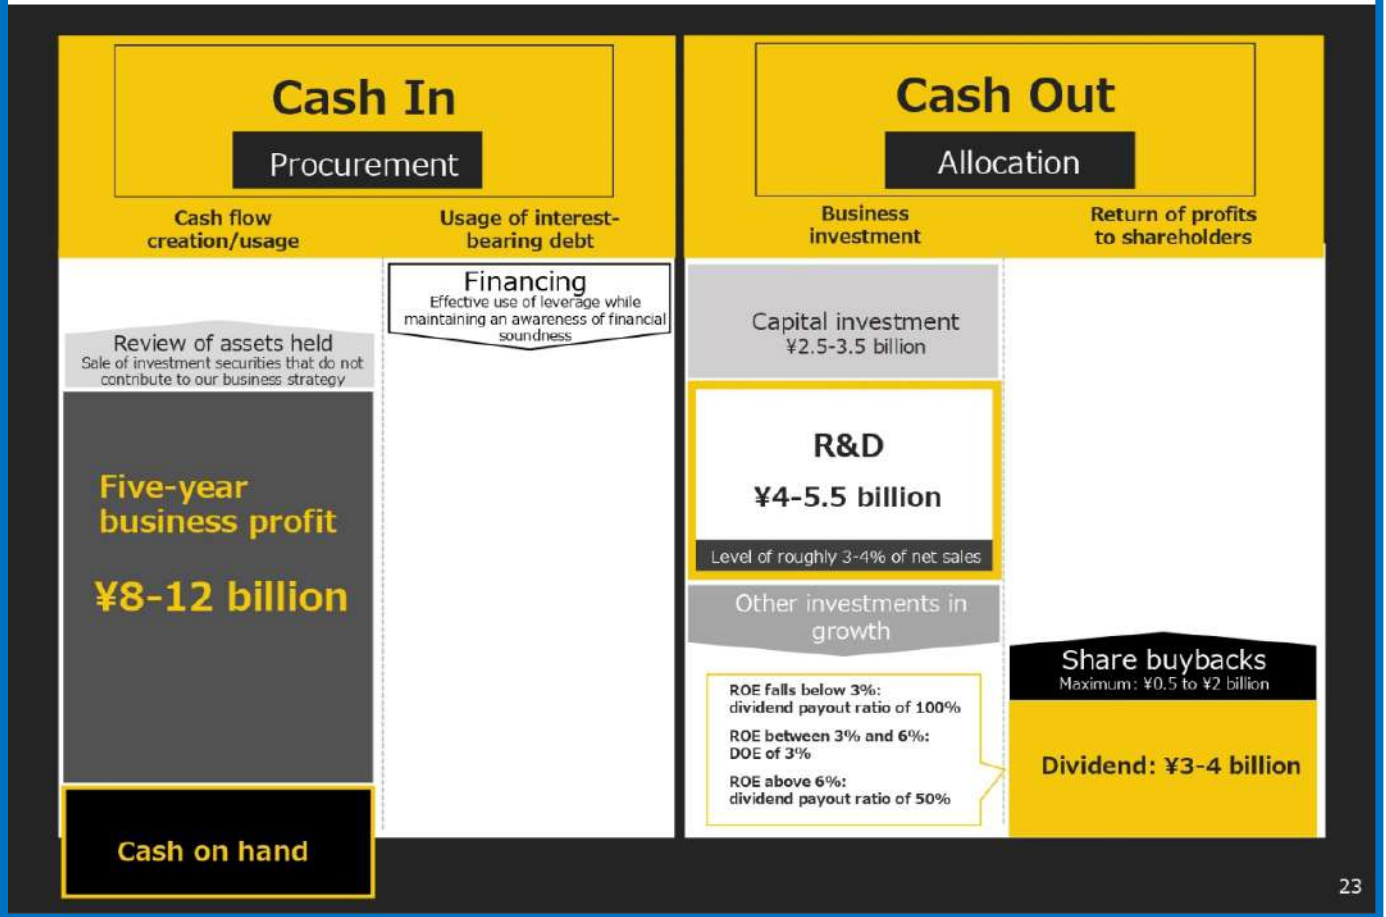 Cash In
Procurement
Cash flow
creation/usage
Usage of interest-
bearing debt
Financing
Effective use of leverage while
maintaining an awareness of financial
soundness
Review of assets held
Sale of investment securities that do not
contribute to our business strategy
Five-year
business profit
¥8-12 billion
Cash on hand
Cash Out
Allocation
Business
investment
Return of profits
to shareholders
Capital investment
¥2.5-3.5 billion
R&D
¥4-5.5 billion
Level of roughly 3-4% of net sales
Other investments in
growth
ROE falls below 3%:
dividend payout ratio of 100%
ROE between 3% and 6%:
DOE of 3%
ROE above 6%:
dividend payout ratio of 50%
Share buybacks
Maximum: ¥0.5 to ¥2 billion
Dividend: ¥3-4 billion
23